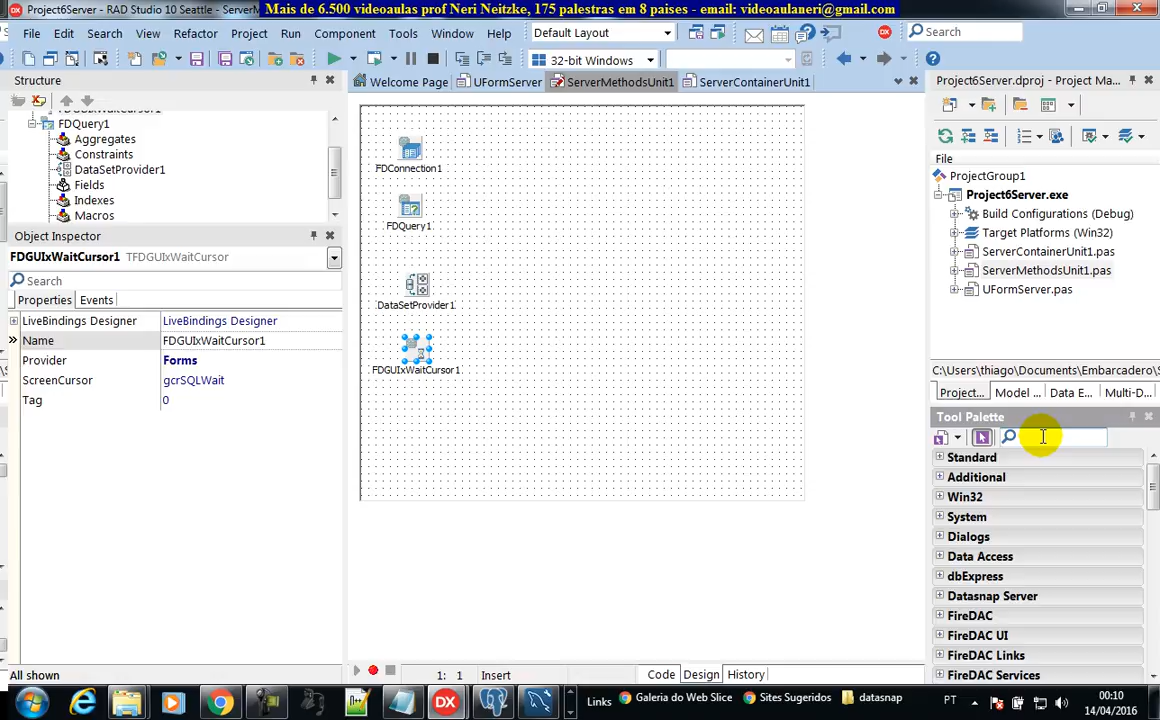 Project6Server - RAD Studio 10 Seattle - ServerM
Mais de 6.500 videoaulas prof Neri Neitzke, 175 palestras em 8 paises - email: videoaulaneri@gmail.com
File Edit Search View Refactor Project Run Component Tools Window Help
Default Layout
Search
32-bit Windows
Structure
FDGUIxWaitCursor1
FDQuery1
Aggregates
Constraints
DataSetProvider1
Fields
Indexes
Macros
Object Inspector
FDGUIxWaitCursor1 TFDGUIxWaitCursor
Search
Properties Events
LiveBindings Designer LiveBindings Designer
Name FDGUIxWaitCursor1
Provider Forms
ScreenCursor gcrSQLWait
Tag 0
All shown
Welcome Page UFormServer ServerMethodsUnit1 ServerContainerUnit1
FDConnection1
FDQuery1
DataSetProvider1
FDGUIxWaitCursor1
1: 1 Insert
Code Design History
Project6Server.dproj - Project Ma...
File
ProjectGroup1
Project6Server.exe
Build Configurations (Debug)
Target Platforms (Win32)
ServerContainerUnit1.pas
ServerMethodsUnit1.pas
UFormServer.pas
C:\Users\thiago\Documents\Embarcadero\S
Project... Model ... Data E... Multi-D...
Tool Palette
Standard
Additional
Win32
System
Dialogs
Data Access
dbExpress
Datasnap Server
FireDAC
FireDAC UI
FireDAC Links
FireDAC Services
DX
Links Galeria do Web Slice Sites Sugeridos datasnap
PT
00:10
14/04/2016